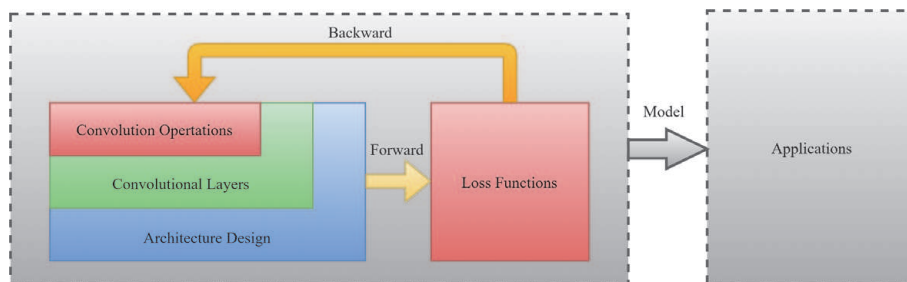 Backward
Convolution Opertations
Convolutional Layers
Architecture Design
Forward
Loss Functions
Model
Applications